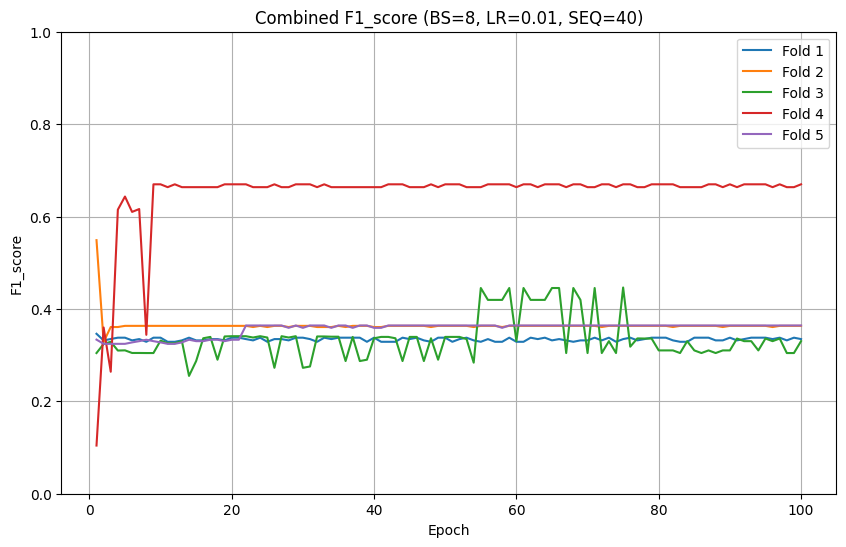 Combined F1_score (BS=8, LR=0.01, SEQ=40)
Fold 1
Fold 2
Fold 3
Fold 4
Fold 5
F1_score
1.0
0.8
0.6
0.4
0.2
0.0
0 20 40 60 80 100
Epoch